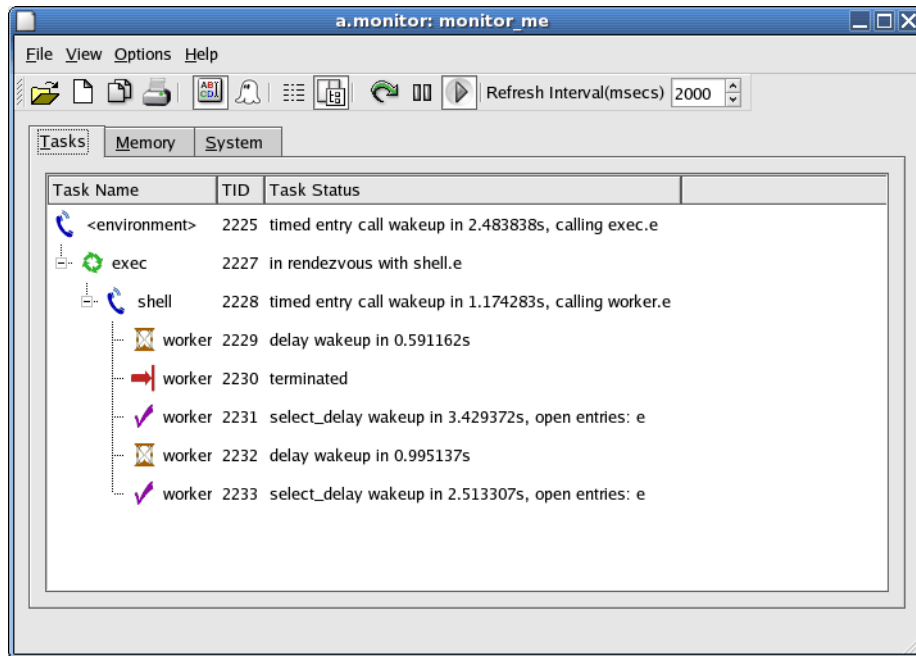 a.monitor: monitor_me
File View Options Help
ABCD Refresh Interval(msecs) 2000
Tasks Memory System
Task Name TID Task Status
<environment> 2225 timed entry call wakeup in 2.483838s, calling exec.e
exec 2227 in rendezvous with shell.e
shell 2228 timed entry call wakeup in 1.174283s, calling worker.e
worker 2229 delay wakeup in 0.591162s
worker 2230 terminated
worker 2231 select_delay wakeup in 3.429372s, open entries: e
worker 2232 delay wakeup in 0.995137s
worker 2233 select_delay wakeup in 2.513307s, open entries: e